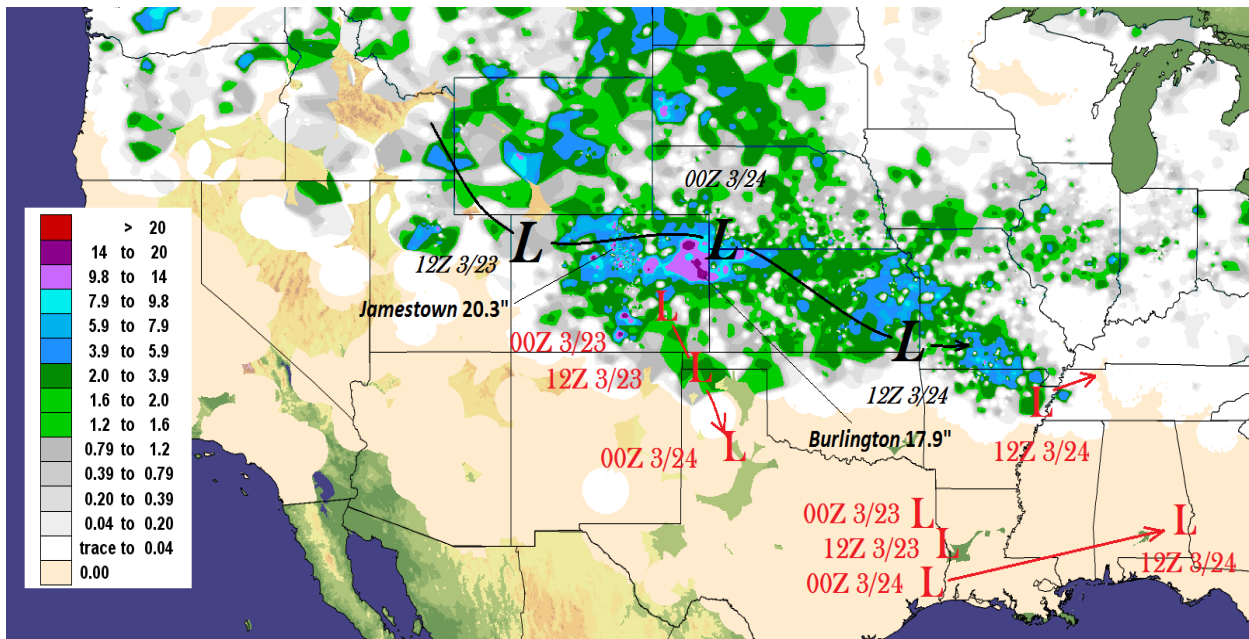 > 20
14 to 20
9.8 to 14
7.9 to 9.8
5.9 to 7.9
3.9 to 5.9
2.0 to 3.9
1.6 to 2.0
1.2 to 1.6
0.79 to 1.2
0.39 to 0.79
0.20 to 0.39
0.04 to 0.20
trace to 0.04
0.00
00Z 3/24
L
L
12Z 3/23
Jamestown 20.3"
L
00Z 3/23
L
L
12Z 3/23
12Z 3/24
L
Burlington 17.9"
L
00Z 3/24
12Z 3/24
00Z 3/23 L
L
12Z 3/23 L
00Z 3/24 L
12Z 3/24